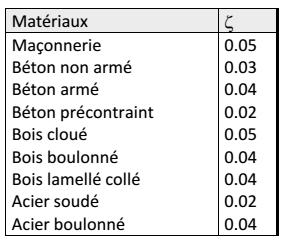 Matériaux ζ
Maçonnerie 0.05
Béton non armé 0.03
Béton armé 0.04
Béton précontraint 0.02
Bois cloué 0.05
Bois boulonné 0.04
Bois lamellé collé 0.04
Acier soudé 0.02
Acier boulonné 0.04